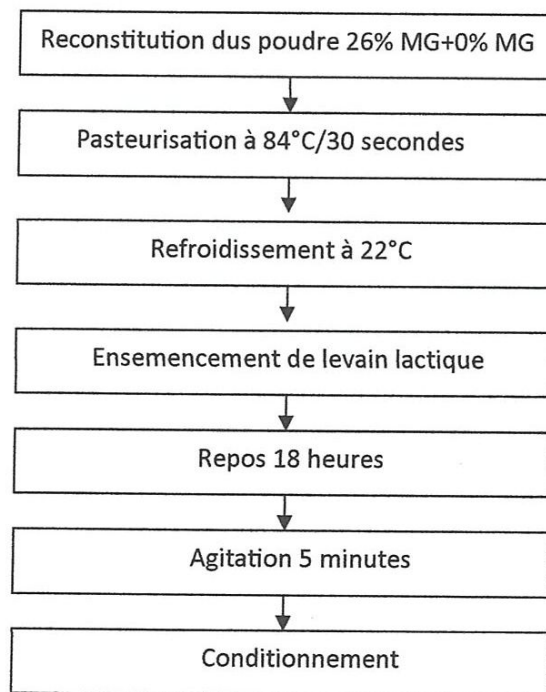 Reconstitution dus poudre 26% MG+0% MG
Pasteurisation à 84°C/30 secondes
Refroidissement à 22°C
Ensemencement de levain lactique
Repos 18 heures
Agitation 5 minutes
Conditionnement